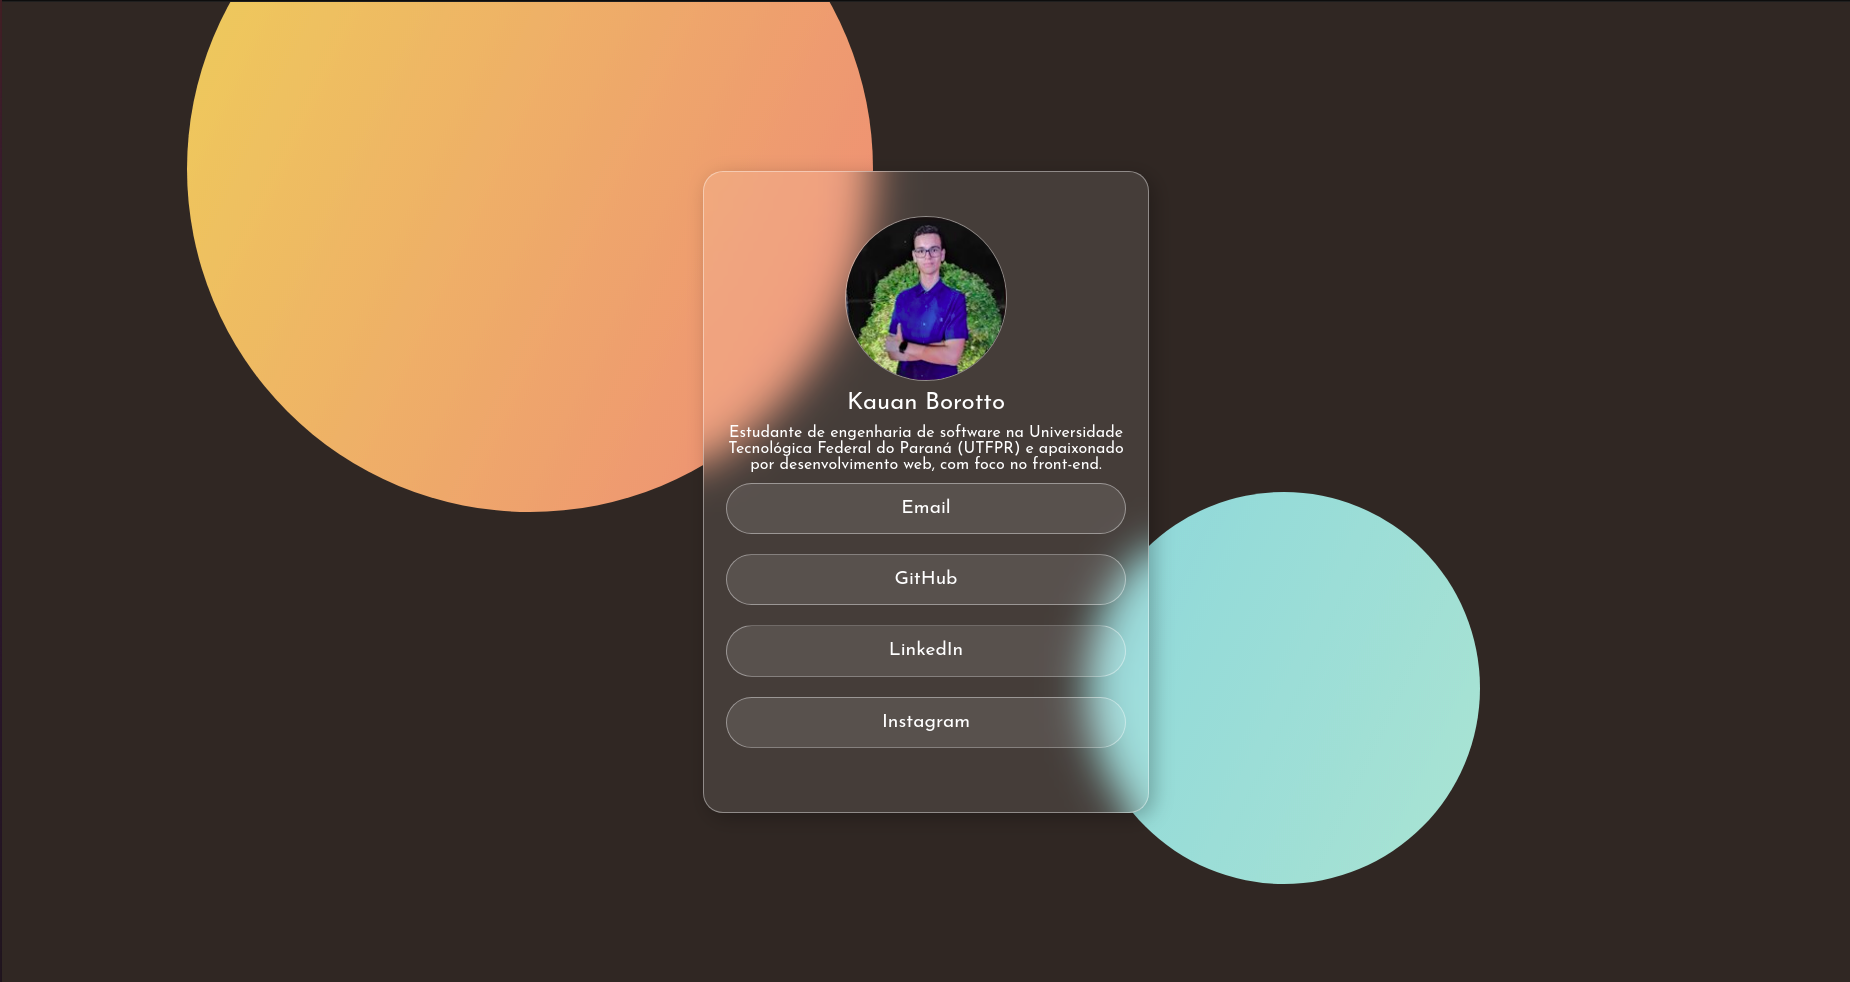 Kauan Borotto
Estudante de engenharia de software na Universidade
Tecnológica Federal do Paraná (UTFPR) e apaixonado
por desenvolvimento web, com foco no front-end.
Email
GitHub
LinkedIn
Instagram